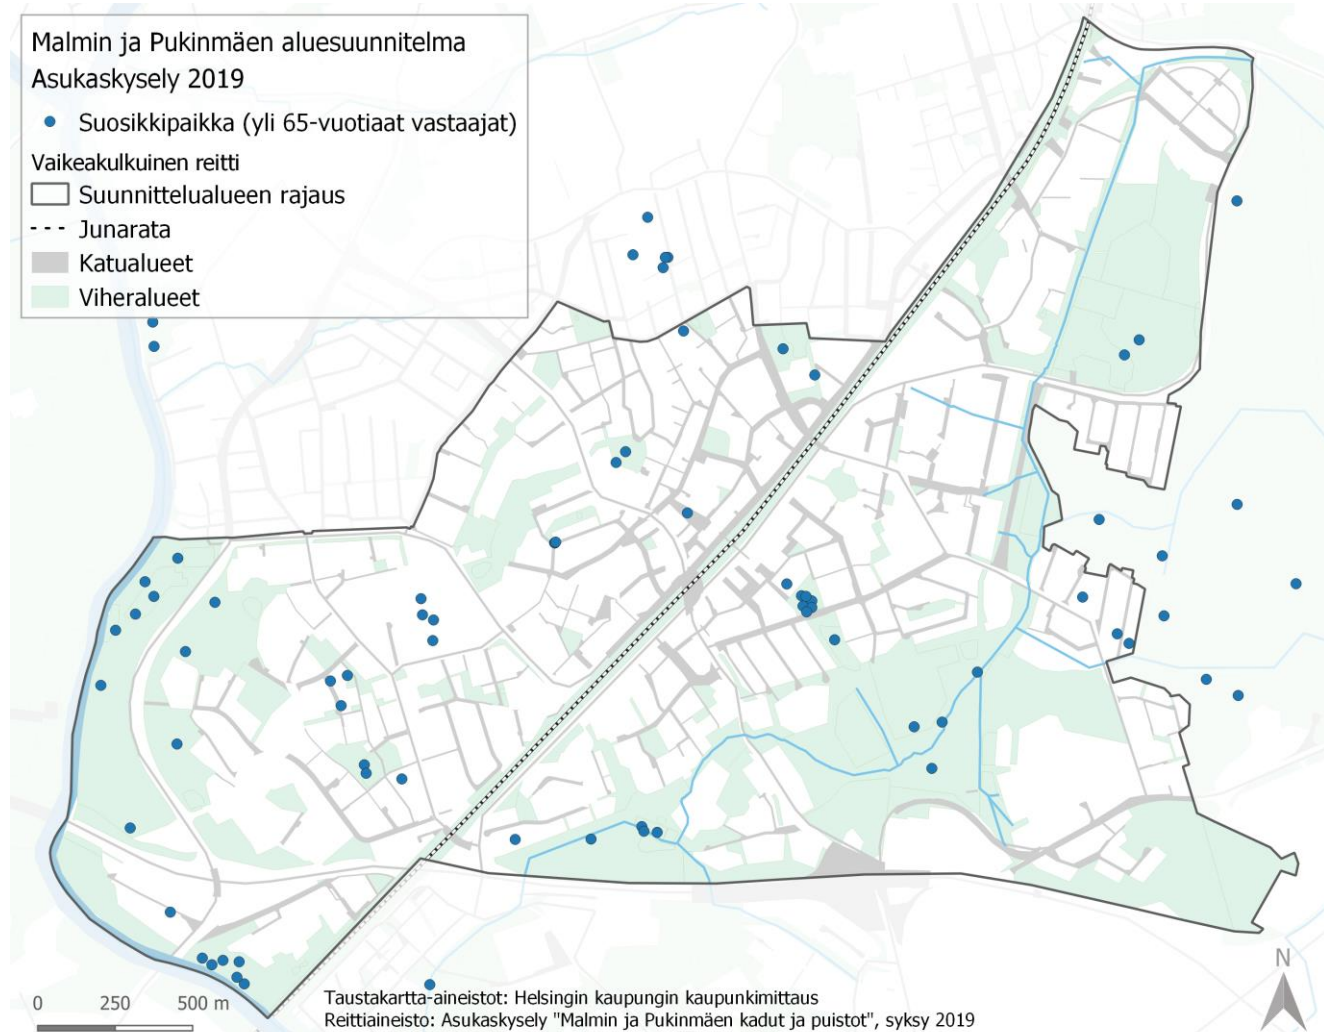 Malmin ja Pukinmäen aluesuunnitelma
Asukaskysely 2019
Suosikkipaikka (yli 65-vuotiaat vastaajat)
Vaikeakulkuinen reitti
Suunnittelualueen rajaus
Junarata
Katualueet
Viheralueet
N
0 250 500 m
Taustakartta-aineistot: Helsingin kaupungin kaupunkimittaus
Reittiaineisto: Asukaskysely "Malmin ja Pukinmäen kadut ja puistot", syksy 2019